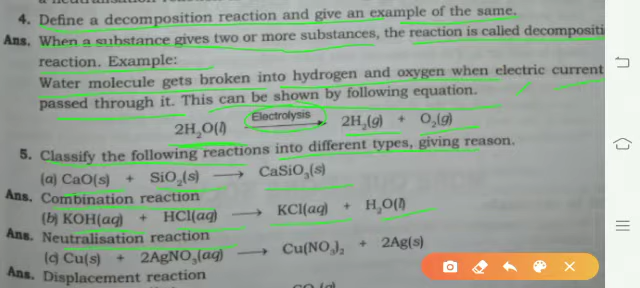 4. Define a decomposition reaction and give an example of the same.
Ans. When a substance gives two or more substances, the reaction is called decompositi
reaction. Example:
Water molecule gets broken into hydrogen and oxygen when electric current
passed through it. This can be shown by following equation.
2H₂O(l) Electrolysis → 2H₂(g) + O₂(g)
5. Classify the following reactions into different types, giving reason.
(a) CaO(s) + SiO₂(s) → CaSiO₃(s)
Ans. Combination reaction
(b) KOH(aq) + HCl(aq) → KCl(aq) + H₂O(l)
Ans. Neutralisation reaction
(c) Cu(s) + 2AgNO₃(aq) → Cu(NO₃)₂ + 2Ag(s)
Ans. Displacement reaction